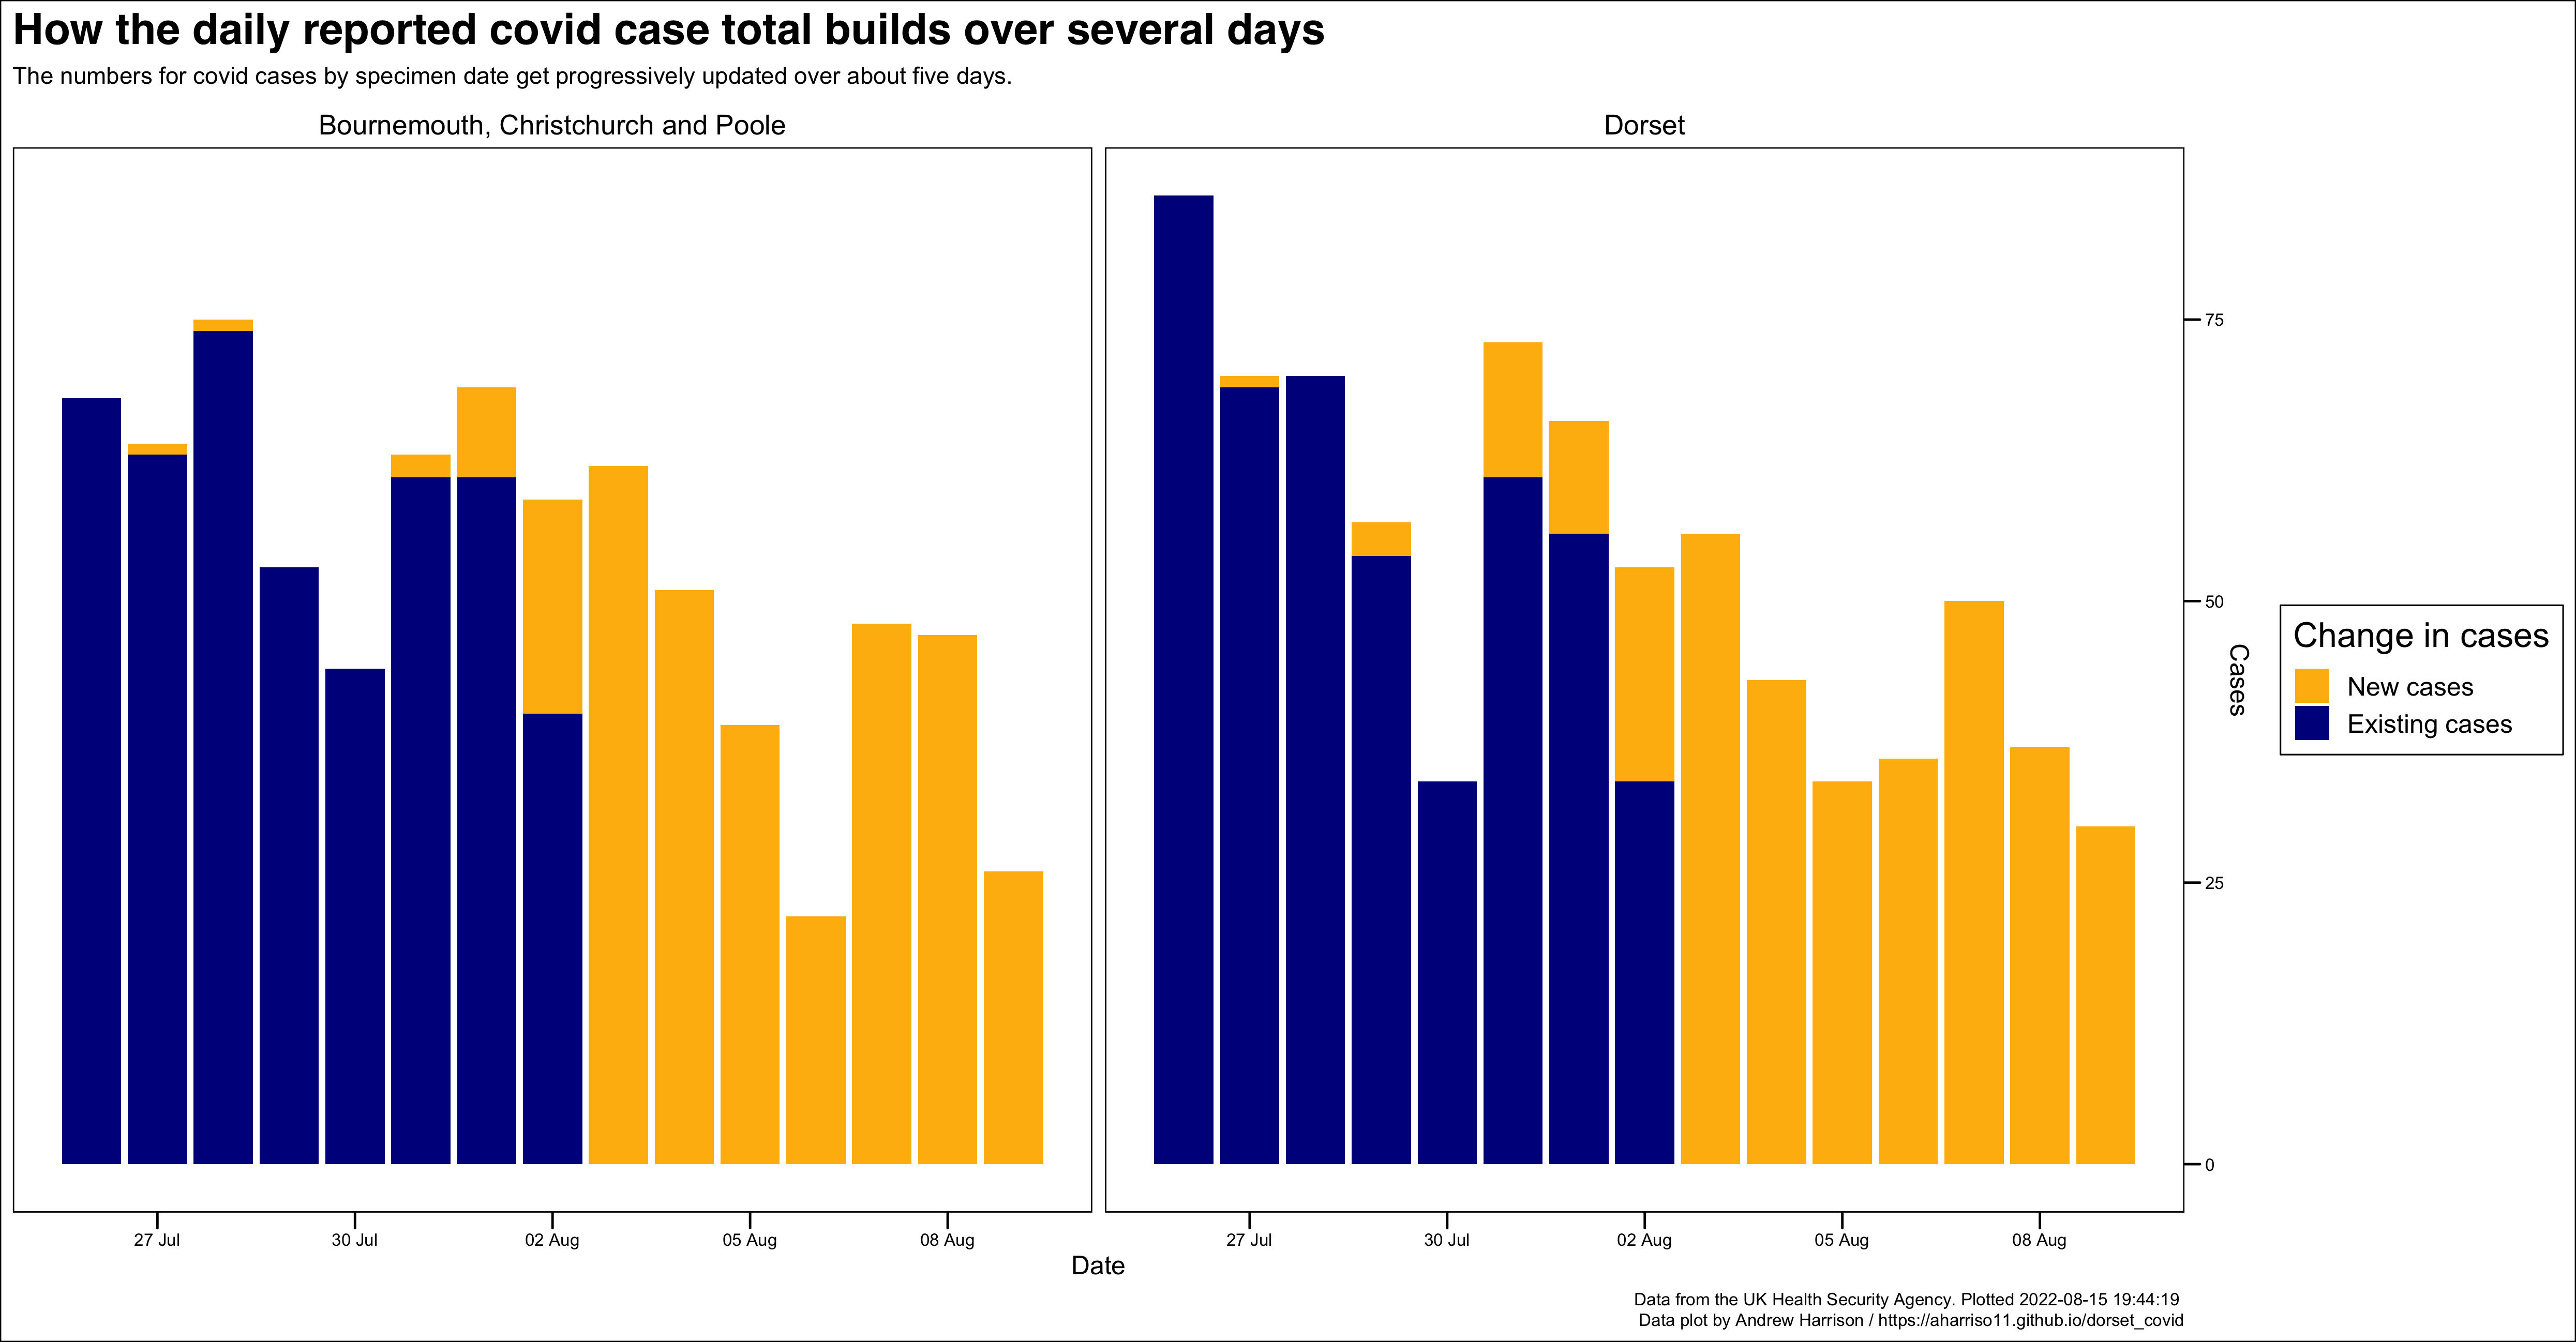 How the daily reported covid case total builds over several days
The numbers for covid cases by specimen date get progressively updated over about five days.
Bournemouth, Christchurch and Poole
Dorset
75
50
25
0
Cases
Change in cases
New cases
Existing cases
27 Jul 30 Jul 02 Aug 05 Aug 08 Aug
27 Jul 30 Jul 02 Aug 05 Aug 08 Aug
Date
Data from the UK Health Security Agency. Plotted 2022-08-15 19:44:19
Data plot by Andrew Harrison / https://aharriso11.github.io/dorset_covid